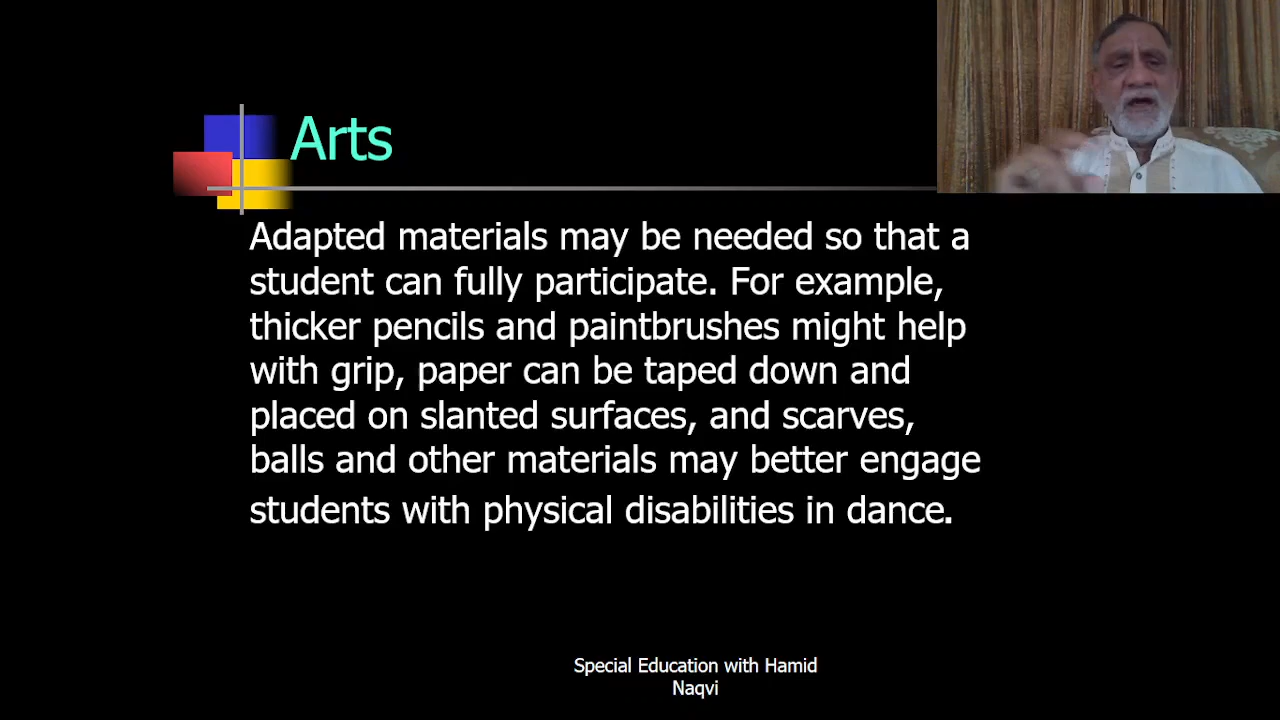 Arts
Adapted materials may be needed so that a
student can fully participate. For example,
thicker pencils and paintbrushes might help
with grip, paper can be taped down and
placed on slanted surfaces, and scarves,
balls and other materials may better engage
students with physical disabilities in dance.
Special Education with Hamid
Naqvi